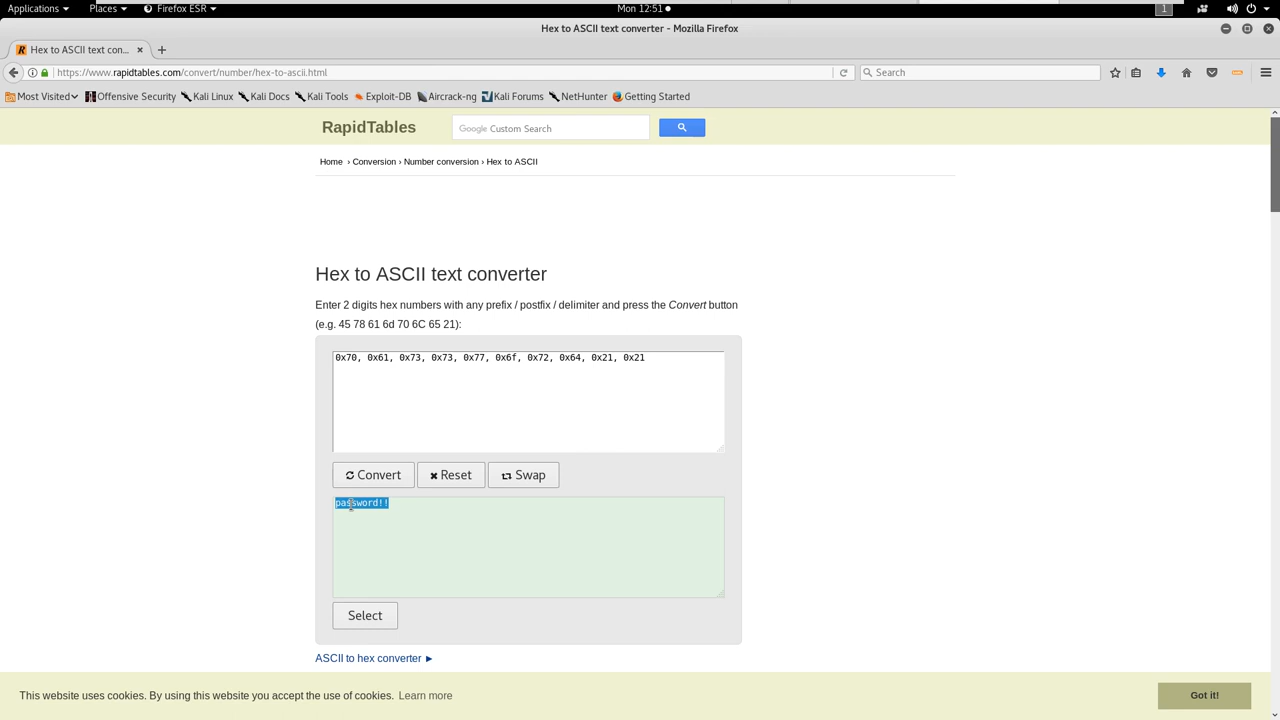 Applications Places Firefox ESR Mon 12:51 1
Hex to ASCII text converter - Mozilla Firefox
Hex to ASCII text con...
https://www.rapidtables.com/convert/number/hex-to-ascii.html Search
Most Visited Offensive Security Kali Linux Kali Docs Kali Tools Exploit-DB Aircrack-ng Kali Forums NetHunter Getting Started
RapidTables Google Custom Search
Home › Conversion › Number conversion › Hex to ASCII
Hex to ASCII text converter
Enter 2 digits hex numbers with any prefix / postfix / delimiter and press the Convert button
(e.g. 45 78 61 6d 70 6C 65 21):
0x70, 0x61, 0x73, 0x73, 0x77, 0x6f, 0x72, 0x64, 0x21, 0x21
Convert Reset Swap
password!!
Select
ASCII to hex converter ►
This website uses cookies. By using this website you accept the use of cookies. Learn more Got it!